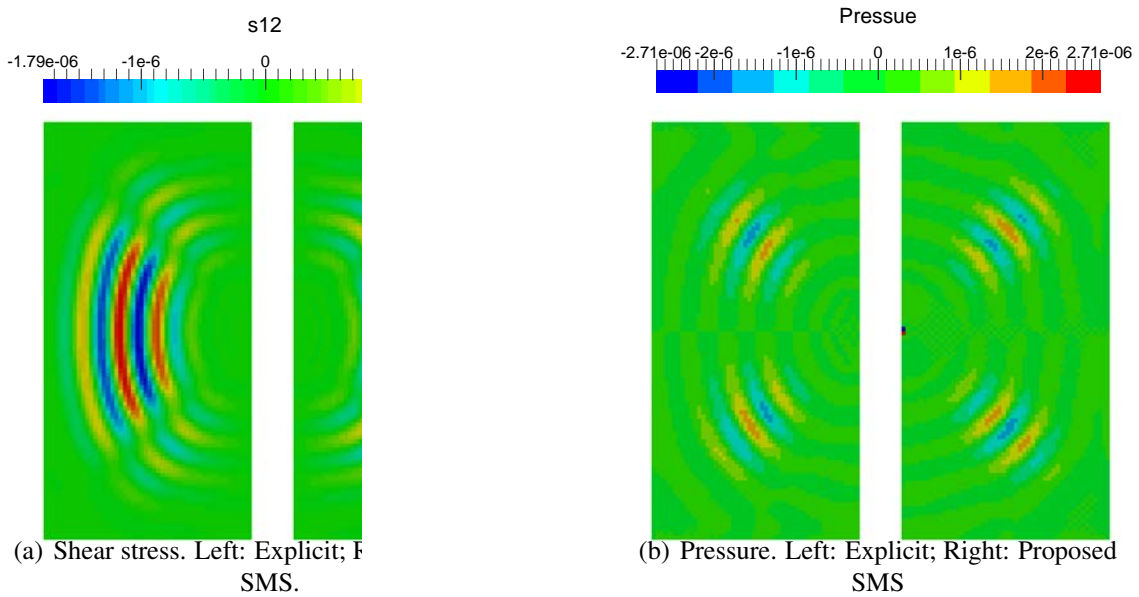 s12
-1.79e-06 -1e-6 0
Pressue
-2.71e-06 -2e-6 -1e-6 0 1e-6 2e-6 2.71e-06
(a) Shear stress. Left: Explicit;
SMS.
(b) Pressure. Left: Explicit; Right: Proposed
SMS